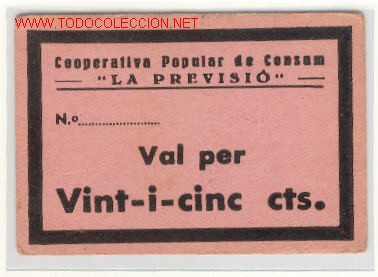 www.TODOCOLECCION.NET
Cooperativa Popular de Consum
— "LA PREVISIÓ" —
N.º....................
Val per
Vint-i-cinc cts.